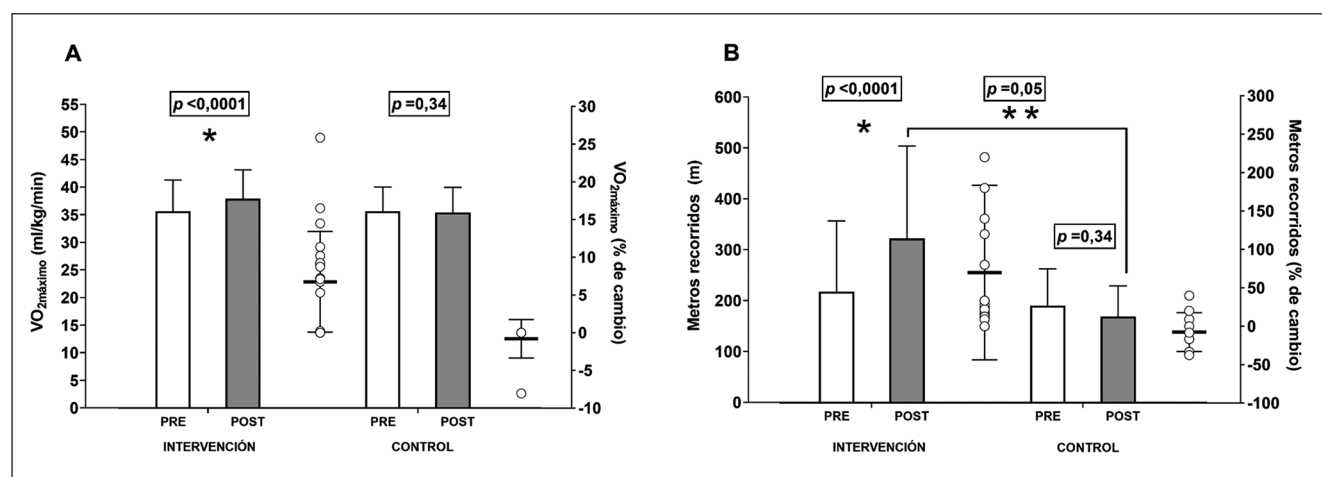 A
p <0,0001
*
p =0,34
VO2máximo (ml/kg/min)
55
50
45
40
35
30
25
20
15
10
5
0
30
20
10
0
-5
-10
VO2máximo (% de cambio)
PRE
POST
PRE
POST
INTERVENCIÓN
CONTROL
B
p <0,0001
*
p =0,05
**
p =0,34
Metros recorridos (m)
600
500
400
300
200
100
0
300
250
200
150
100
50
0
-50
-100
Metros recorridos (% de cambio)
PRE
POST
PRE
POST
INTERVENCIÓN
CONTROL